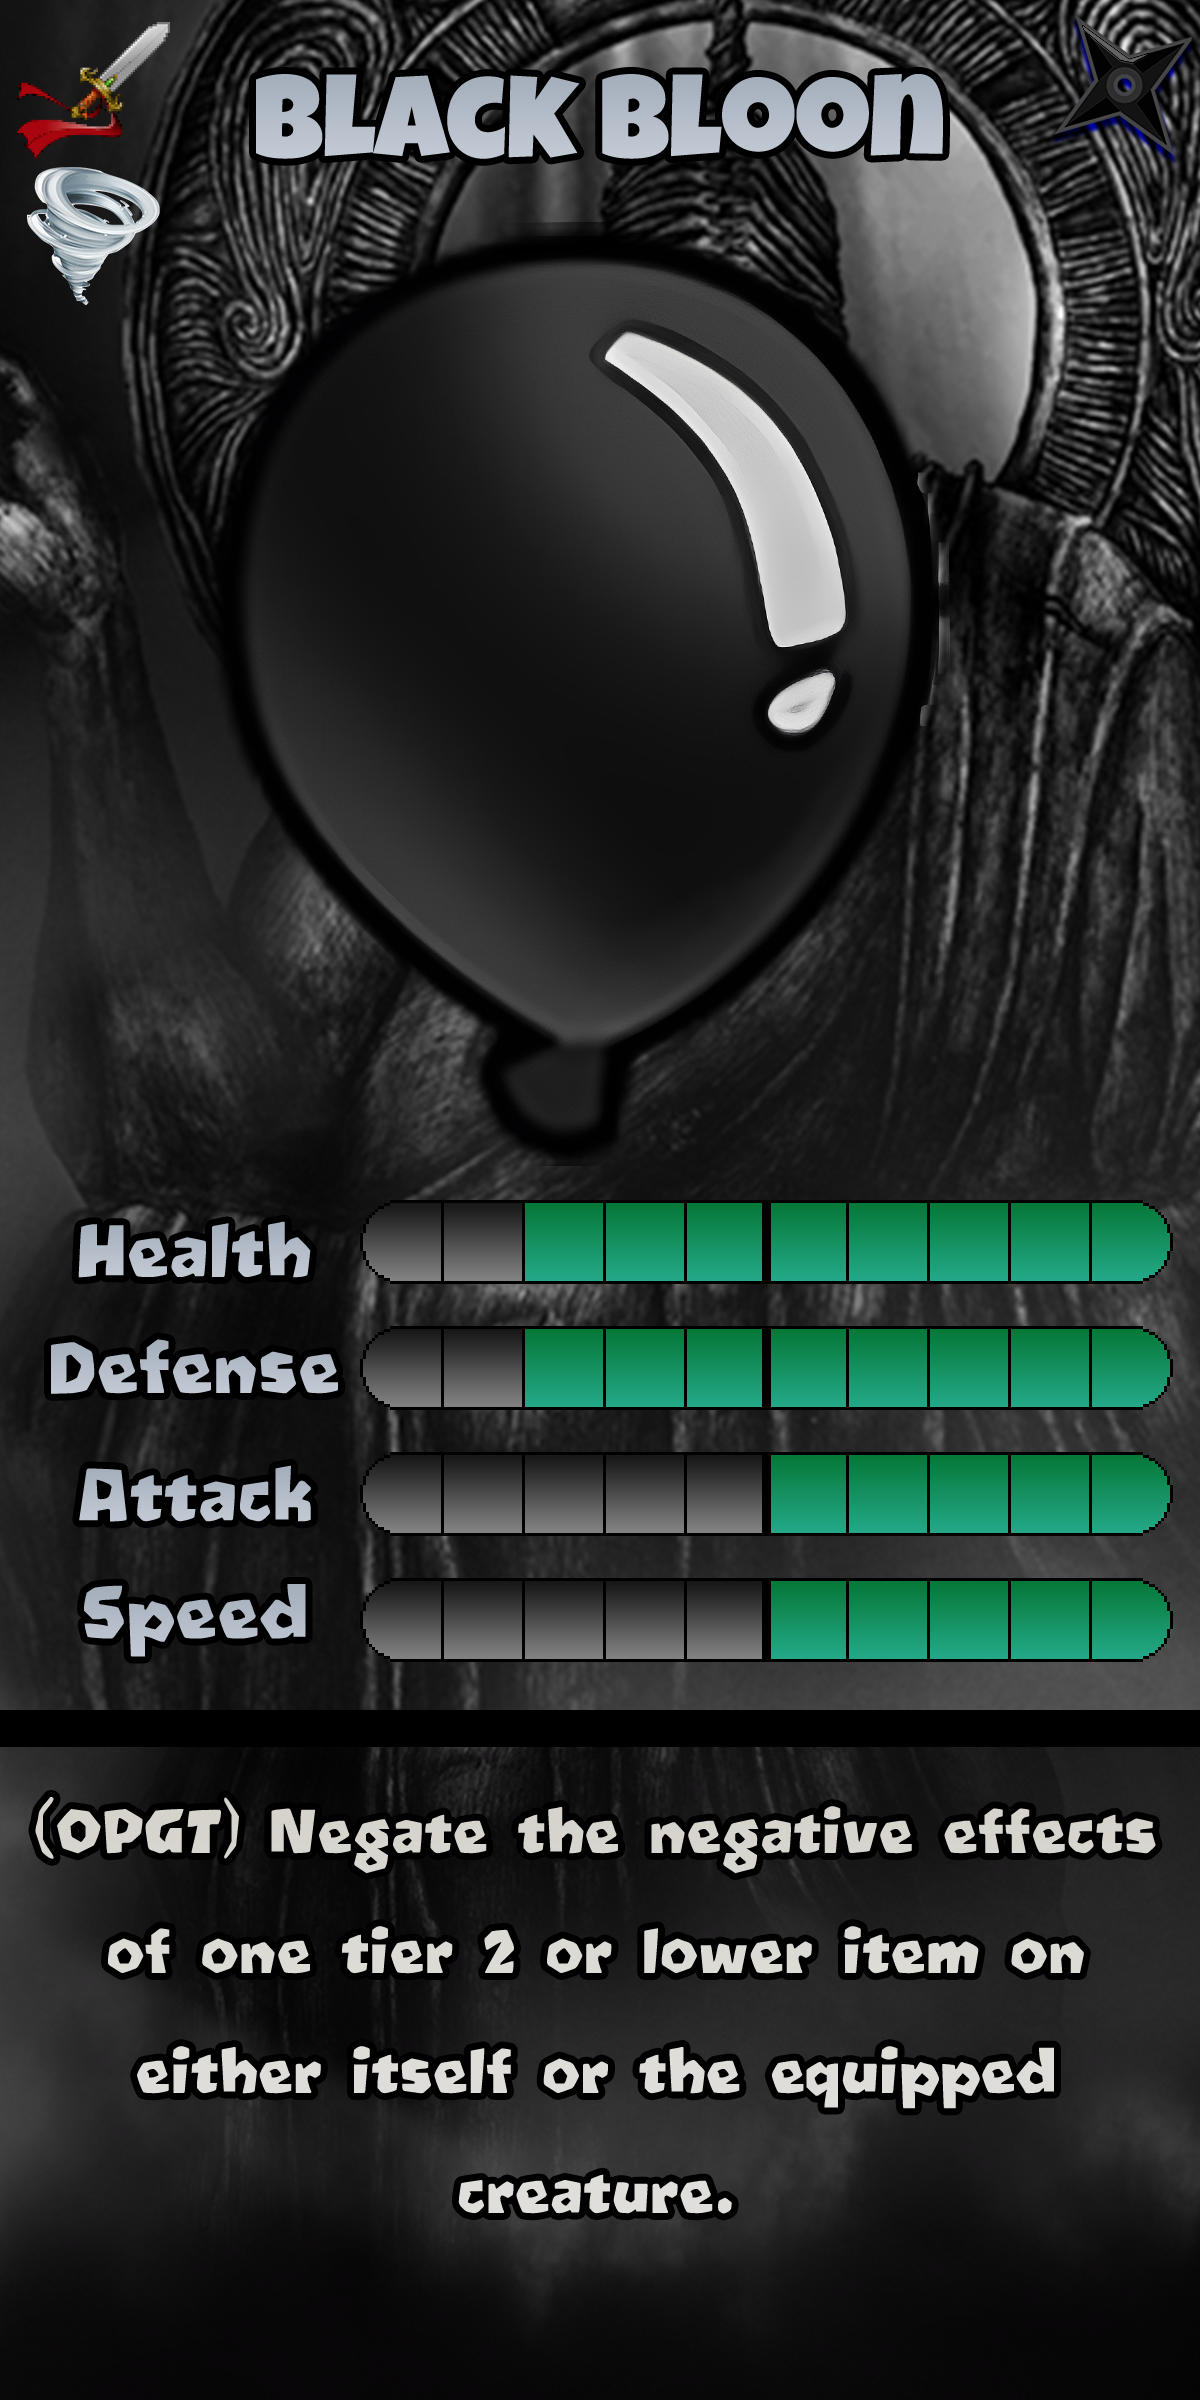 BLACK BLOON
Health
Defense
Attack
Speed
(OPGT) Negate the negative effects
of one tier 2 or lower item on
either itself or the equipped
creature.